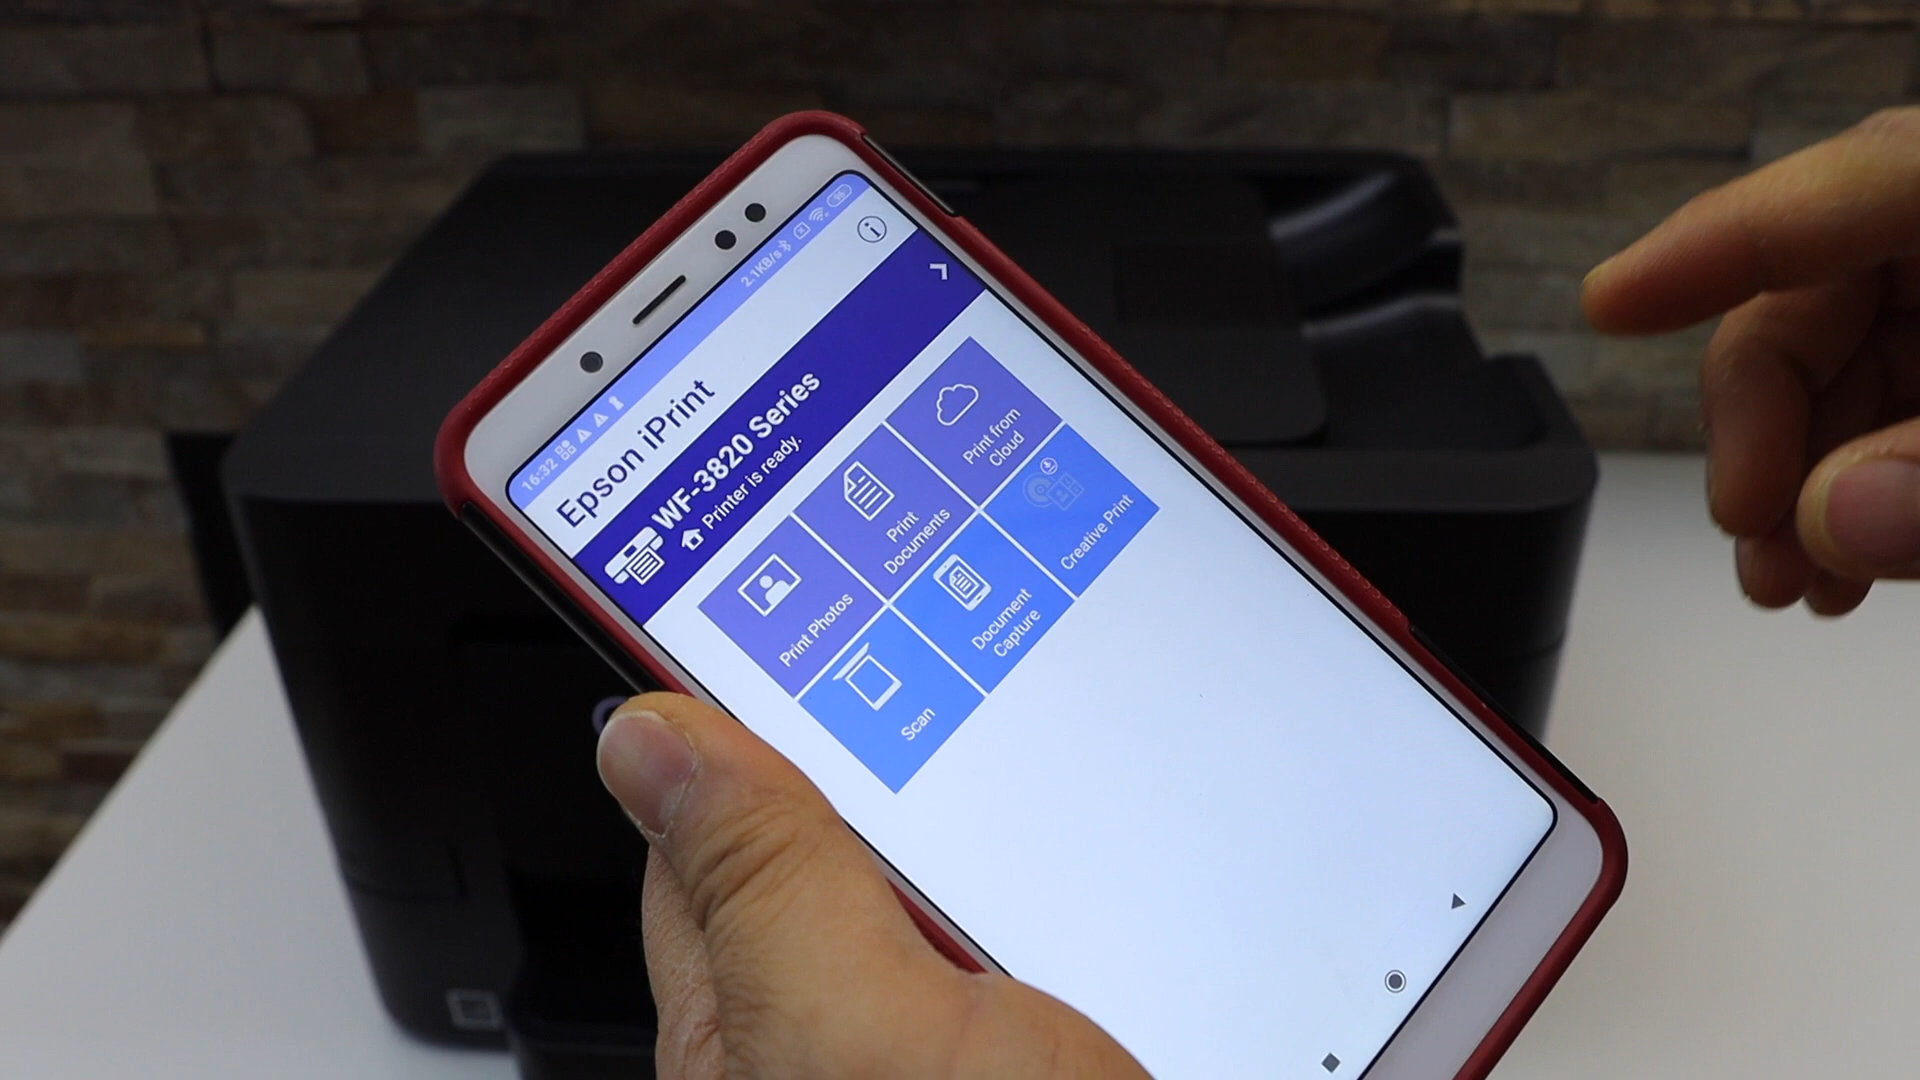 16:32
2.1KB/s
Epson iPrint
WF-3820 Series
Printer is ready.
Print Photos
Print
Documents
Print from
Cloud
Scan
Document
Capture
Creative Print